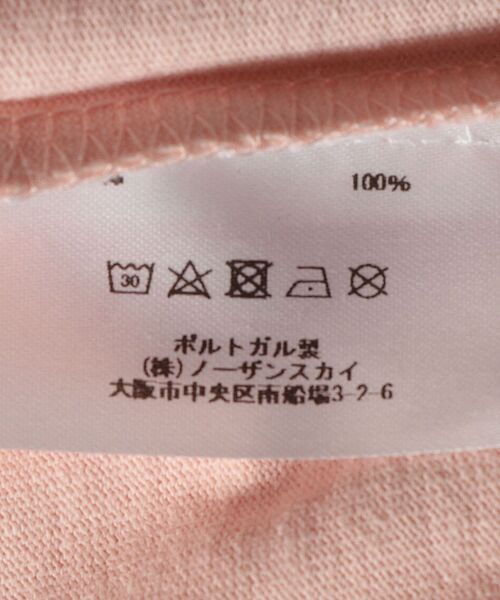 100%
30
ポルトガル製
(株)ノーザンスカイ
大阪市中央区南船場3-2-6